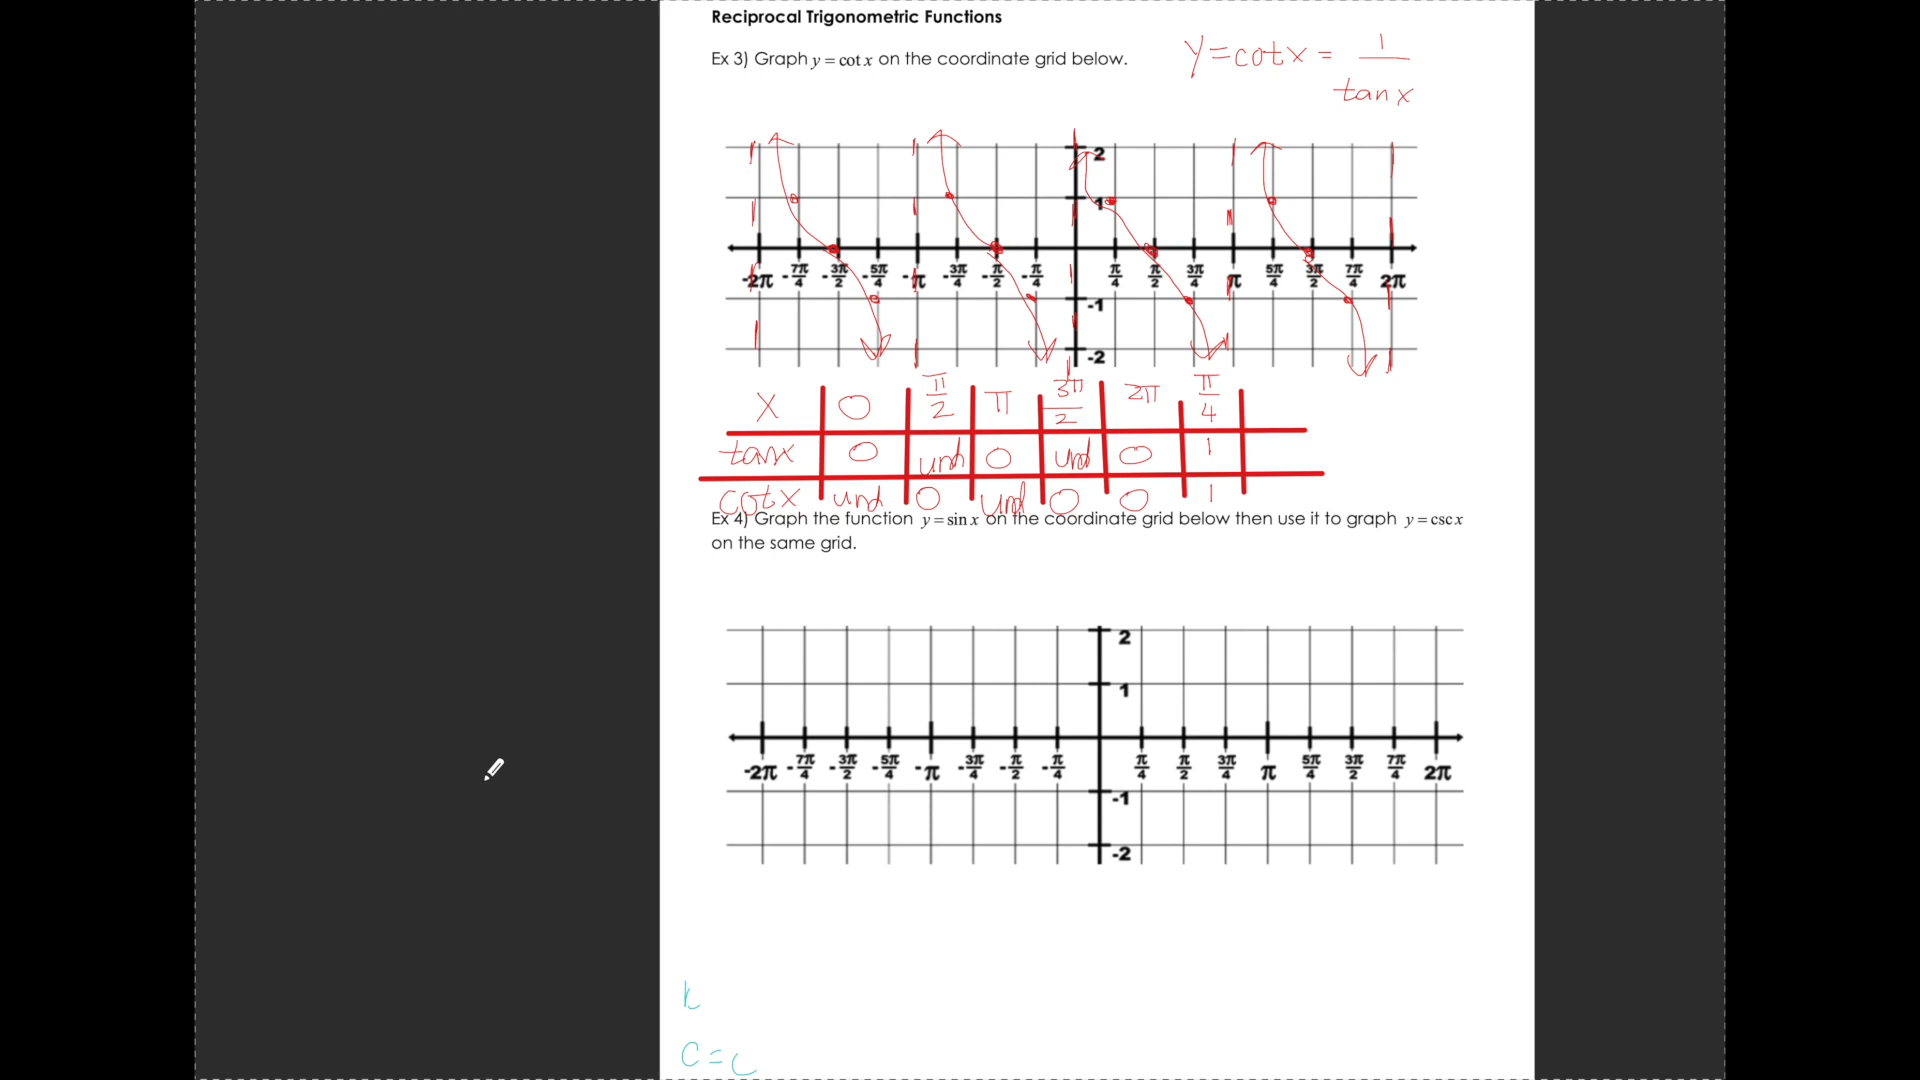 Reciprocal Trigonometric Functions
Ex 3) Graph y = cot x on the coordinate grid below.
y = cotx = 1/tan x
2
1
-2π -7π/4 -3π/2 -5π/4 -π -3π/4 -π/2 -π/4 π/4 π/2 3π/4 π 5π/4 3π/2 7π/4 2π
-1
-2
x 0 π/2 π 3π/2 2π π/4
tanx 0 und 0 und 0 1
cotx und 0 und 0 0 1
Ex 4) Graph the function y = sin x on the coordinate grid below then use it to graph y = csc x
on the same grid.
2
1
-2π -7π/4 -3π/2 -5π/4 -π -3π/4 -π/2 -π/4 π/4 π/2 3π/4 π 5π/4 3π/2 7π/4 2π
-1
-2
C = C